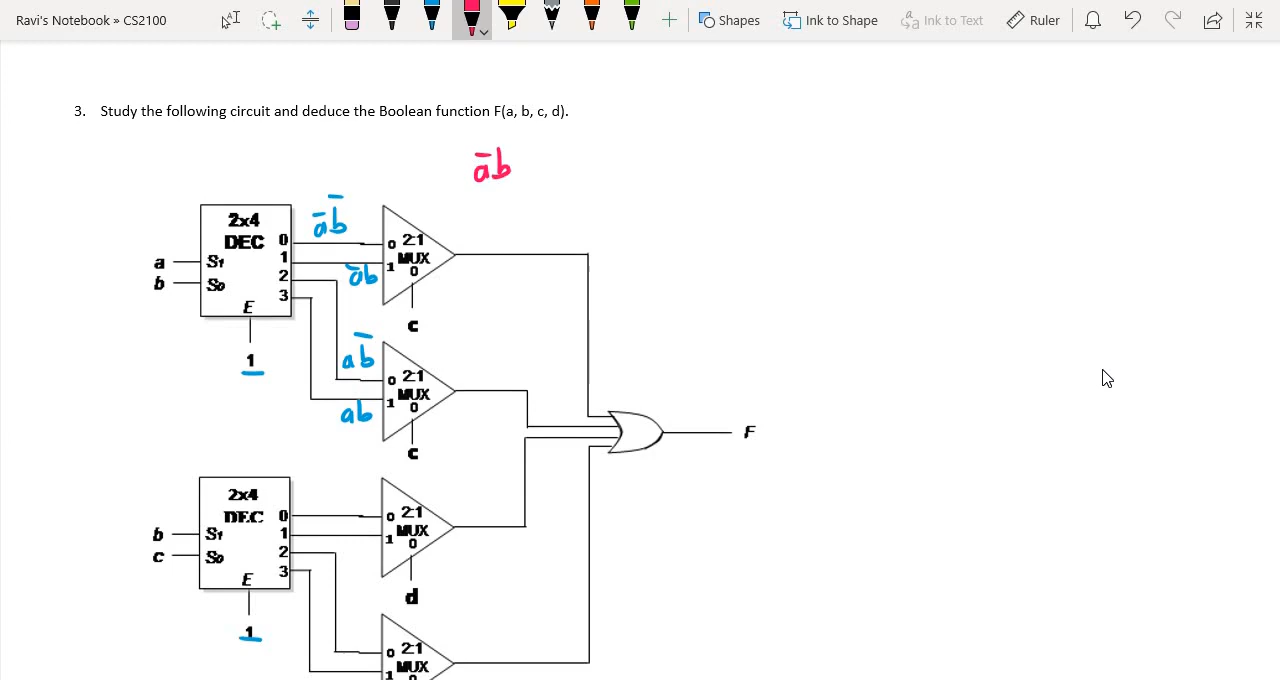 Ravi's Notebook » CS2100
Shapes
Ink to Shape
Ink to Text
Ruler
3. Study the following circuit and deduce the Boolean function F(a, b, c, d).
a̅b
a̅b̅
2x4
DEC
0
1
2
3
a
S1
b
S0
E
1
0
2:1
MUX
1
0
a̅b
c
ab̅
0
2:1
MUX
1
0
ab
c
F
2x4
DEC
0
1
2
3
b
S1
c
S0
E
1
0
2:1
MUX
1
0
d
0
2:1
MUX
1
0